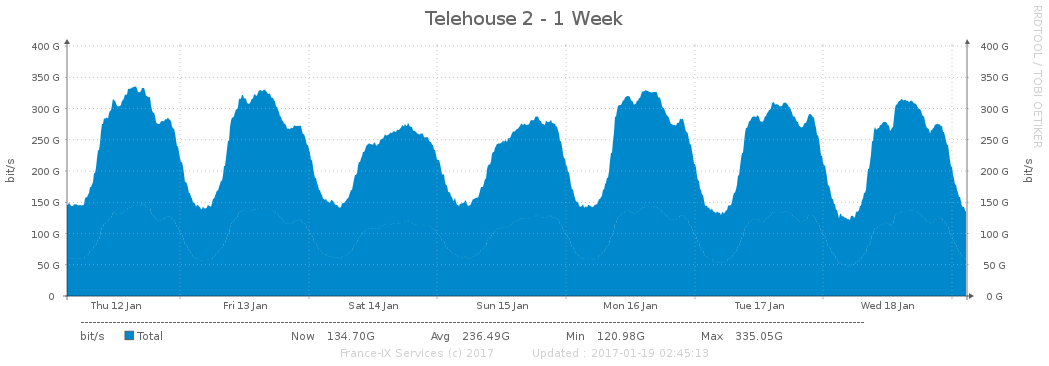 Telehouse 2 - 1 Week
RRDTOOL / TOBI OETIKER
bit/s
400 G 400 G
350 G 350 G
300 G 300 G
250 G 250 G
200 G 200 G
150 G 150 G
100 G 100 G
50 G 50 G
0 0 G
bit/s
Thu 12 Jan Fri 13 Jan Sat 14 Jan Sun 15 Jan Mon 16 Jan Tue 17 Jan Wed 18 Jan
bit/s Total Now 134.70G Avg 236.49G Min 120.98G Max 335.05G
France-IX Services (c) 2017 Updated : 2017-01-19 02:45:13